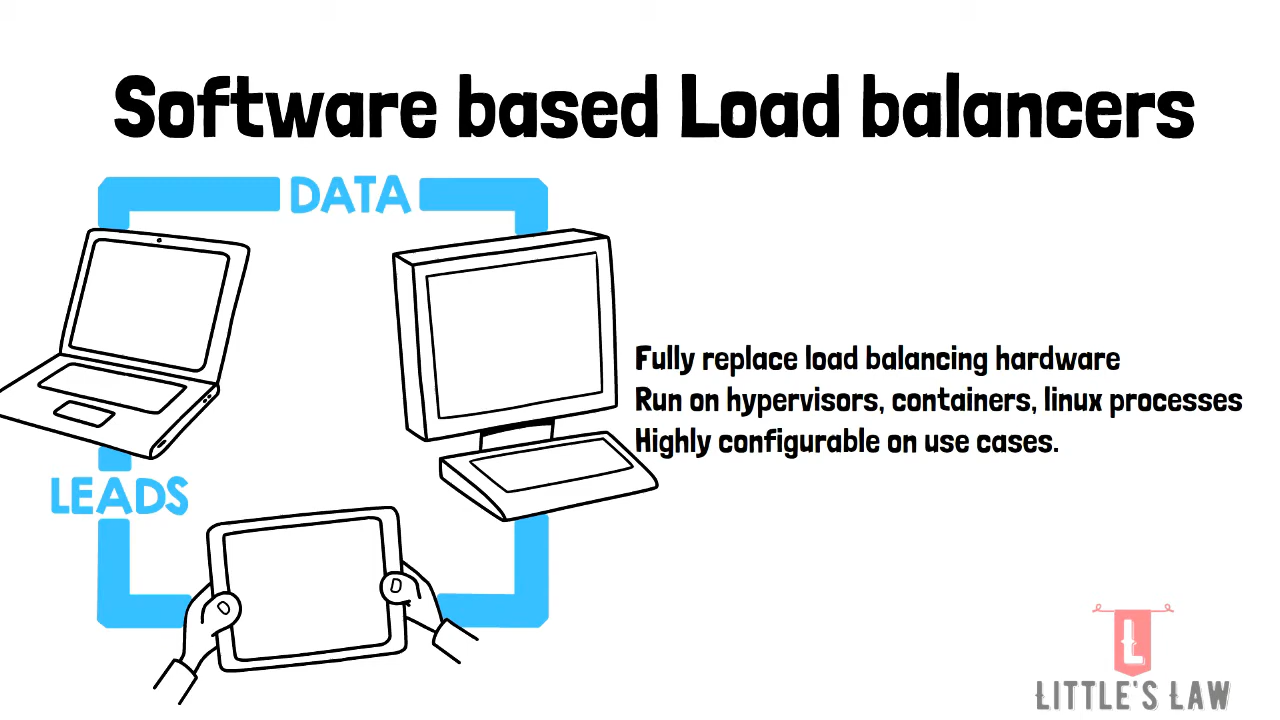 Software based Load balancers
DATA
Fully replace load balancing hardware
Run on hypervisors, containers, linux processes
Highly configurable on use cases.
LEADS
L
LITTLE'S LAW